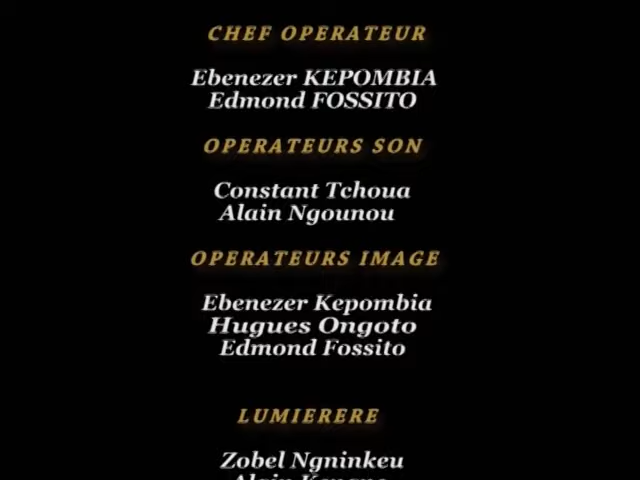 CHEF OPERATEUR
Ebenezer KEPOMBIA
Edmond FOSSITO
OPERATEURS SON
Constant Tchoua
Alain Ngounou
OPERATEURS IMAGE
Ebenezer Kepombia
Hugues Ongoto
Edmond Fossito
LUMIERERE
Zobel Ngninkeu
Alain